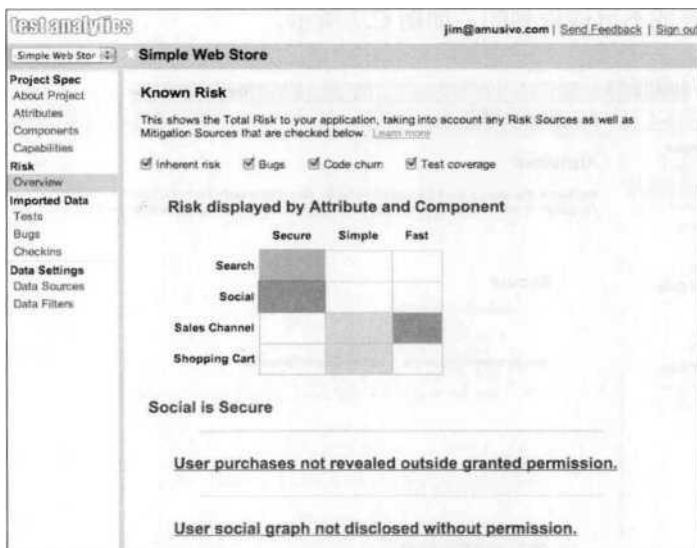 test analytics
jim@amusive.com | Send Feedback | Sign out
Simple Web Stor
Simple Web Store
Project Spec
About Project
Attributes
Components
Capabilities
Risk
Overview
Imported Data
Tests
Bugs
Checkins
Data Settings
Data Sources
Data Filters
Known Risk
This shows the Total Risk to your application, taking into account any Risk Sources as well as
Mitigation Sources that are checked below. Learn more
Inherent risk Bugs Code churn Test coverage
Risk displayed by Attribute and Component
Secure Simple Fast
Search
Social
Sales Channel
Shopping Cart
Social is Secure
User purchases not revealed outside granted permission.
User social graph not disclosed without permission.